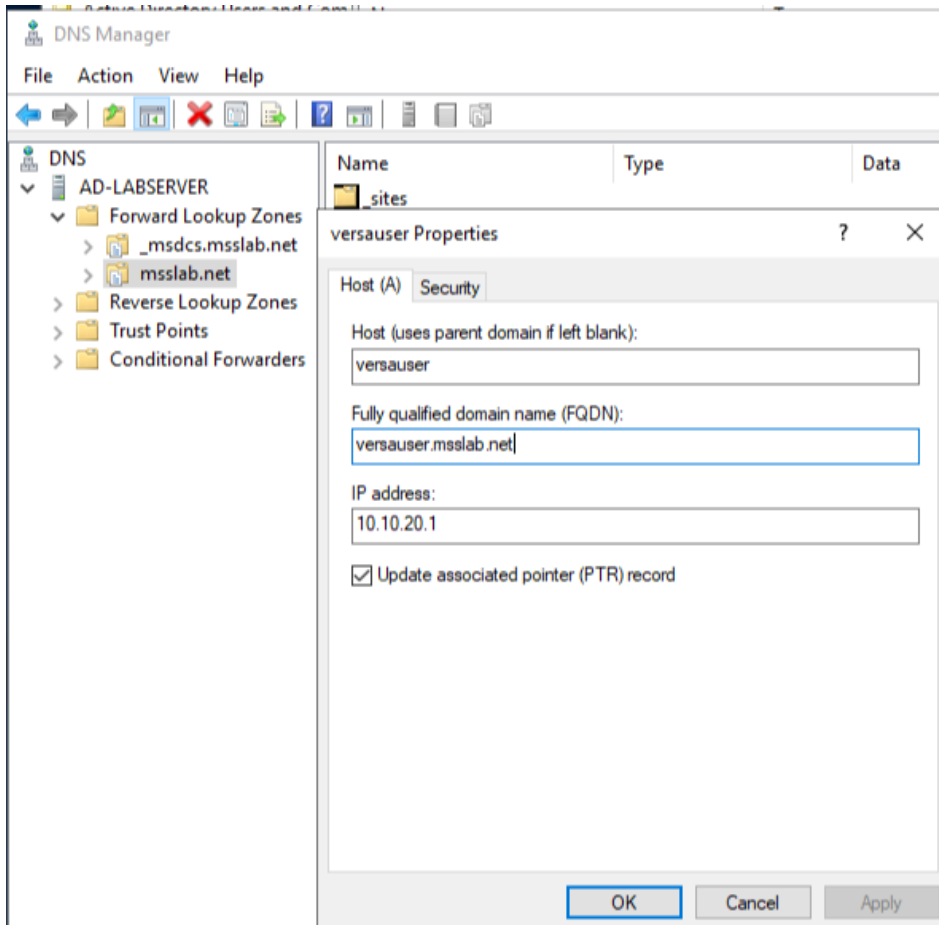 DNS Manager
File Action View Help
DNS
AD-LABSERVER
Forward Lookup Zones
_msdcs.msslab.net
msslab.net
Reverse Lookup Zones
Trust Points
Conditional Forwarders
Name Type Data
_sites
versauser Properties
Host (A) Security
Host (uses parent domain if left blank):
versauser
Fully qualified domain name (FQDN):
versauser.msslab.net
IP address:
10.10.20.1
Update associated pointer (PTR) record
OK Cancel Apply